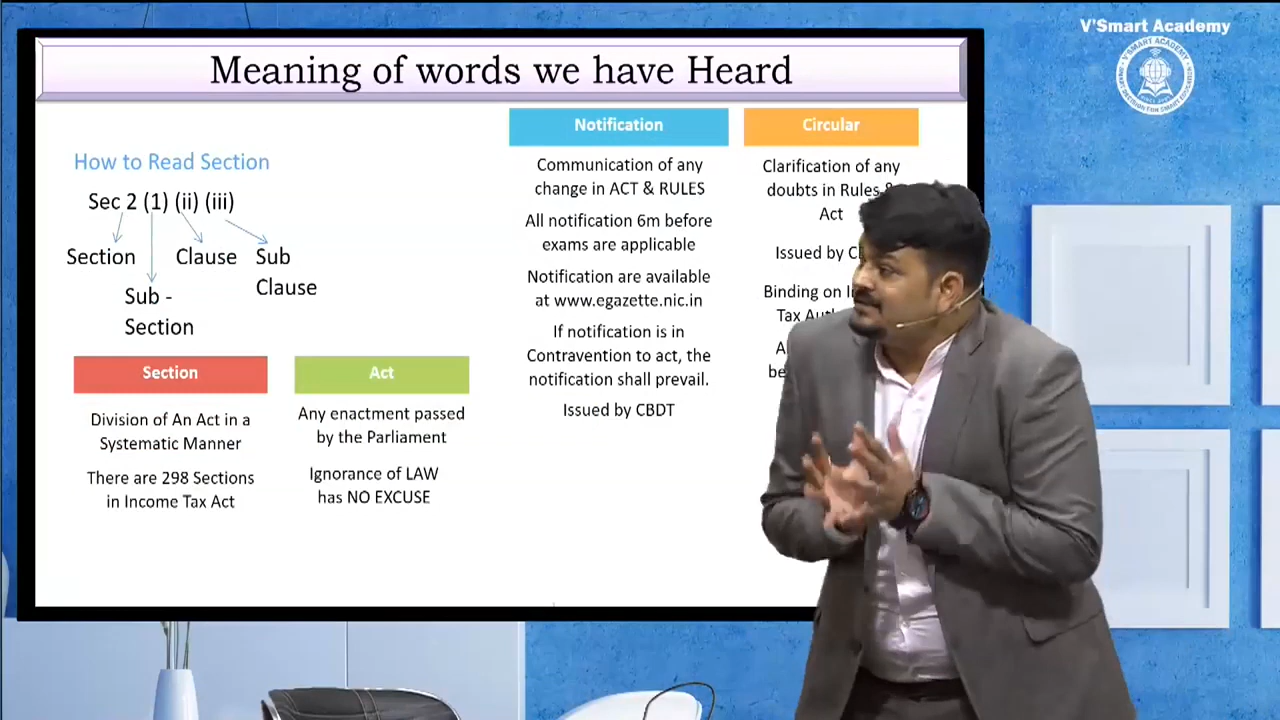 V'Smart Academy
V'SMART ACADEMY
Meaning of words we have Heard
How to Read Section
Sec 2 (1) (ii) (iii)
Section
Clause
Sub
Clause
Sub -
Section
Section
Division of An Act in a
Systematic Manner
There are 298 Sections
in Income Tax Act
Act
Any enactment passed
by the Parliament
Ignorance of LAW
has NO EXCUSE
Notification
Communication of any
change in ACT & RULES
All notification 6m before
exams are applicable
Notification are available
at www.egazette.nic.in
If notification is in
Contravention to act, the
notification shall prevail.
Issued by CBDT
Circular
Clarification of any
doubts in Rules &
Act
Issued by
Binding on
Tax